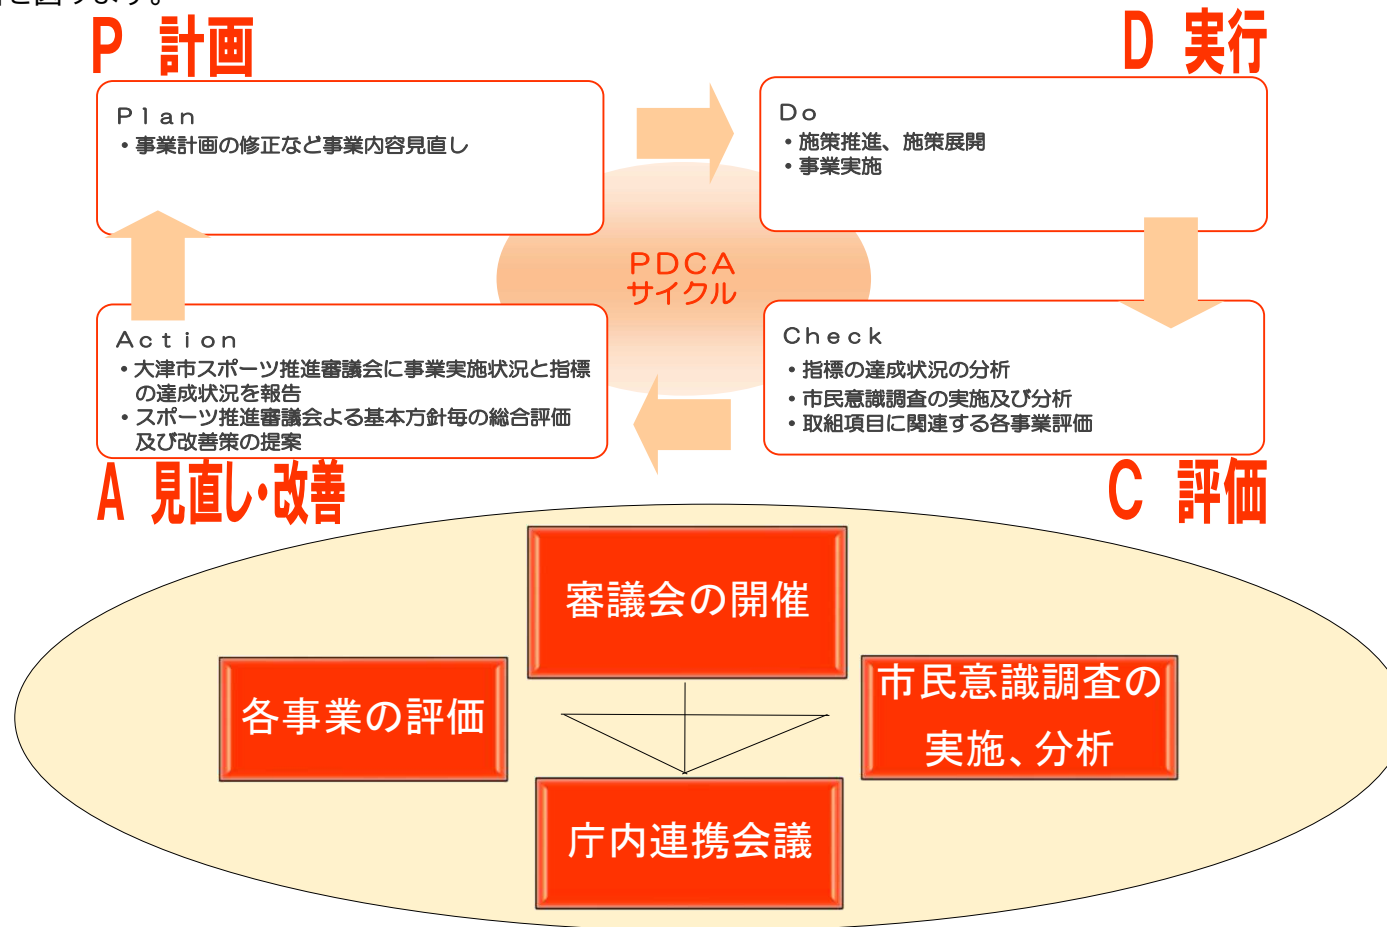 を図ります。
P 計画
D 実行
Plan
・事業計画の修正など事業内容見直し
Do
・施策推進、施策展開
・事業実施
PDCA
サイクル
Action
・大津市スポーツ推進審議会に事業実施状況と指標
の達成状況を報告
・スポーツ推進審議会よる基本方針毎の総合評価
及び改善策の提案
Check
・指標の達成状況の分析
・市民意識調査の実施及び分析
・取組項目に関連する各事業評価
A 見直し・改善
C 評価
審議会の開催
各事業の評価
市民意識調査の
実施、分析
庁内連携会議